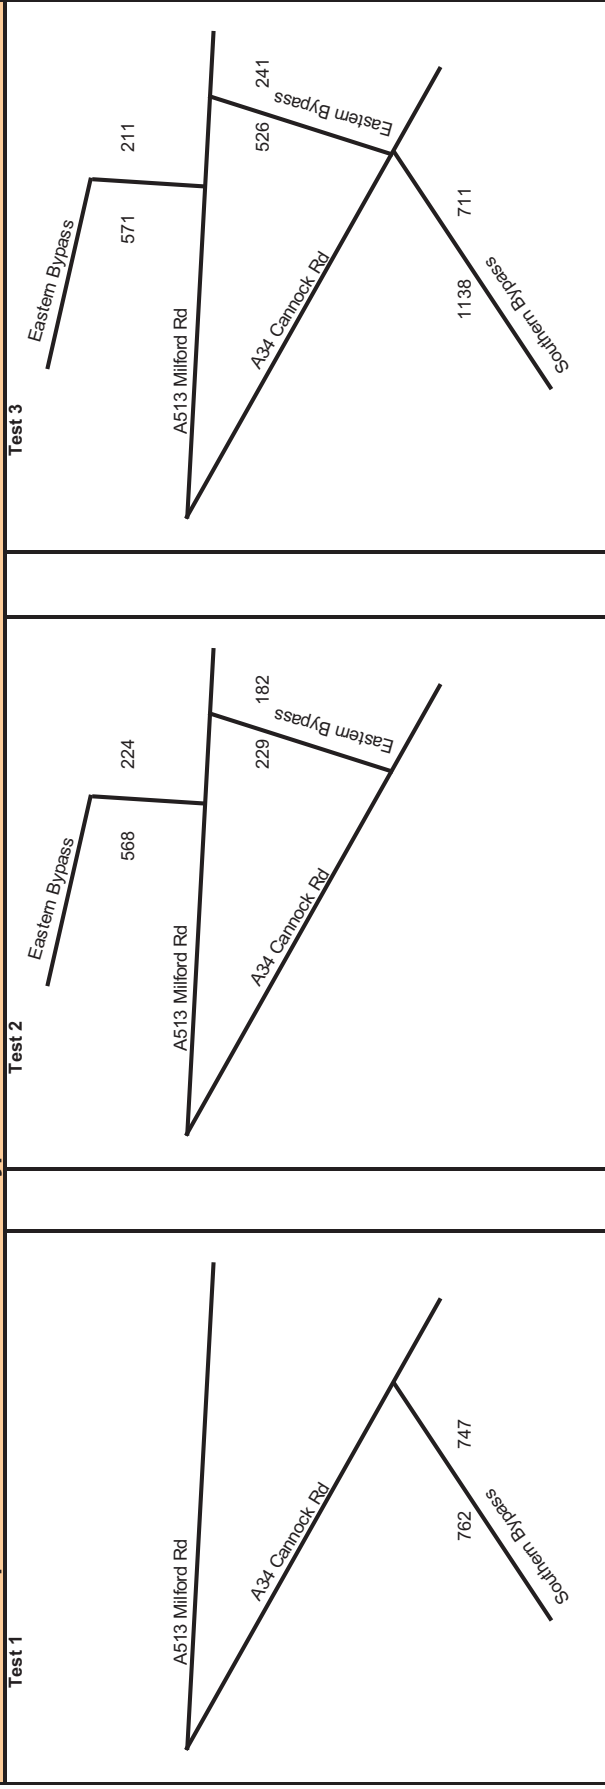 Test 1
A513 Milford Rd
A34 Cannock Rd
762
747
Southern Bypass
Test 2
Eastern Bypass
568
224
A513 Milford Rd
229
182
Eastern Bypass
A34 Cannock Rd
Test 3
Eastern Bypass
571
211
A513 Milford Rd
526
241
Eastern Bypass
A34 Cannock Rd
1138
711
Southern Bypass